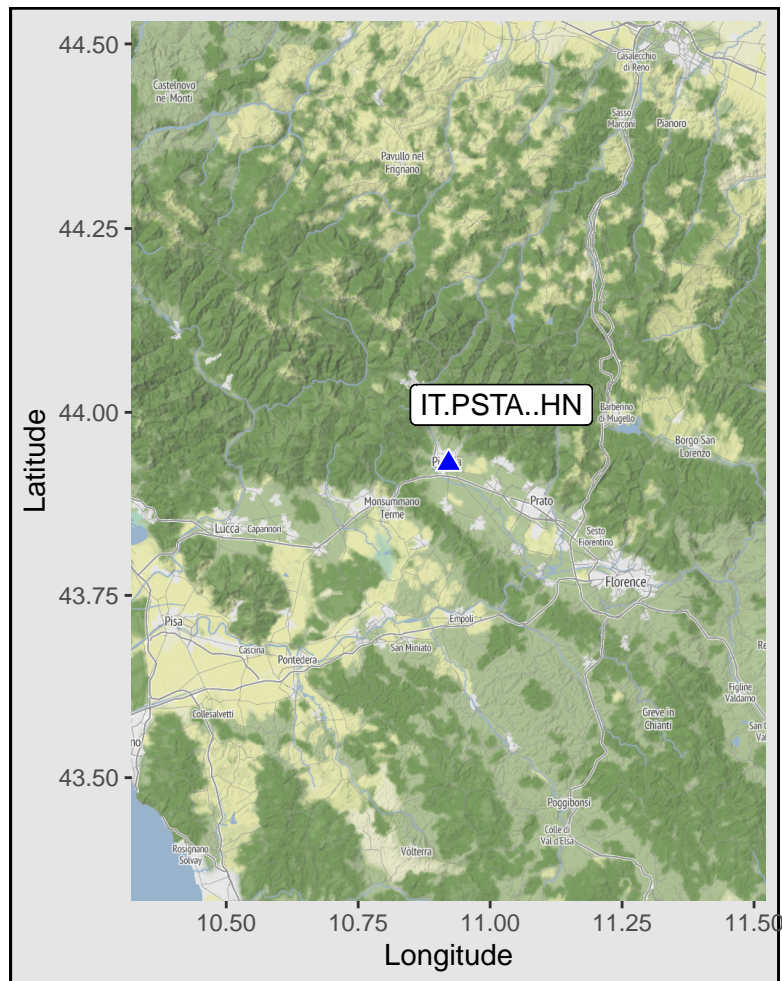 44.50
44.25
44.00
43.75
43.50
Latitude
Casalecchio
di Reno
Castelnovo
ne' Monti
Sasso
Marconi
Pianoro
Pavullo nel
Frignano
IT.PSTA..HN
Barberino
di Mugello
Borgo San
Lorenzo
Prato
Monsummano
Terme
Lucca
Capannori
Sesto
Fiorentino
Florence
Pisa
Empoli
Cascina
San Miniato
Pontedera
Figline
Valdarno
Collesalvetti
Greve in
Chianti
Poggibonsi
Colle di
Val d'Elsa
Rosignano
Solvay
Volterra
10.50
10.75
11.00
11.25
11.50
Longitude